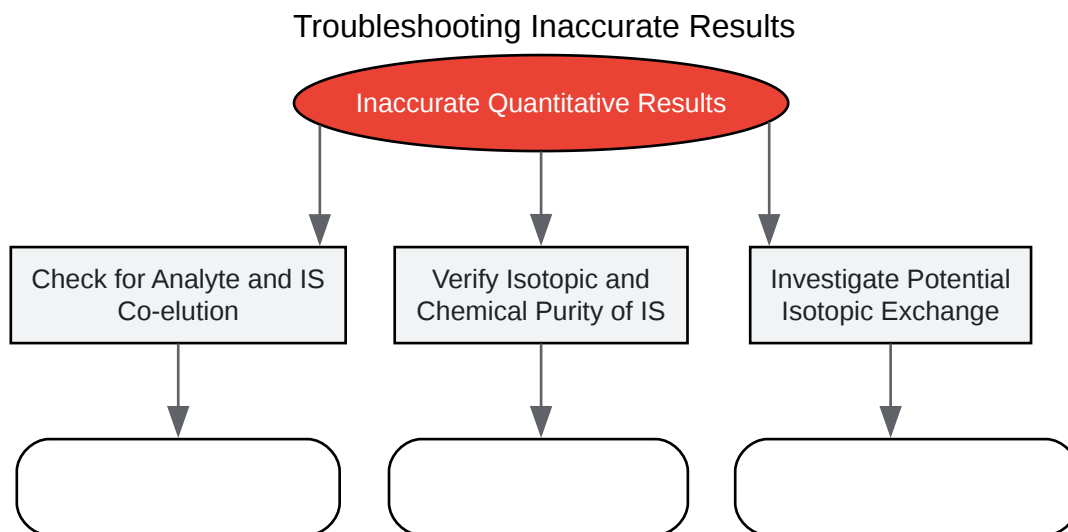 Troubleshooting Inaccurate Results
Inaccurate Quantitative Results
Check for Analyte and IS
Co-elution
Verify Isotopic and
Chemical Purity of IS
Investigate Potential
Isotopic Exchange